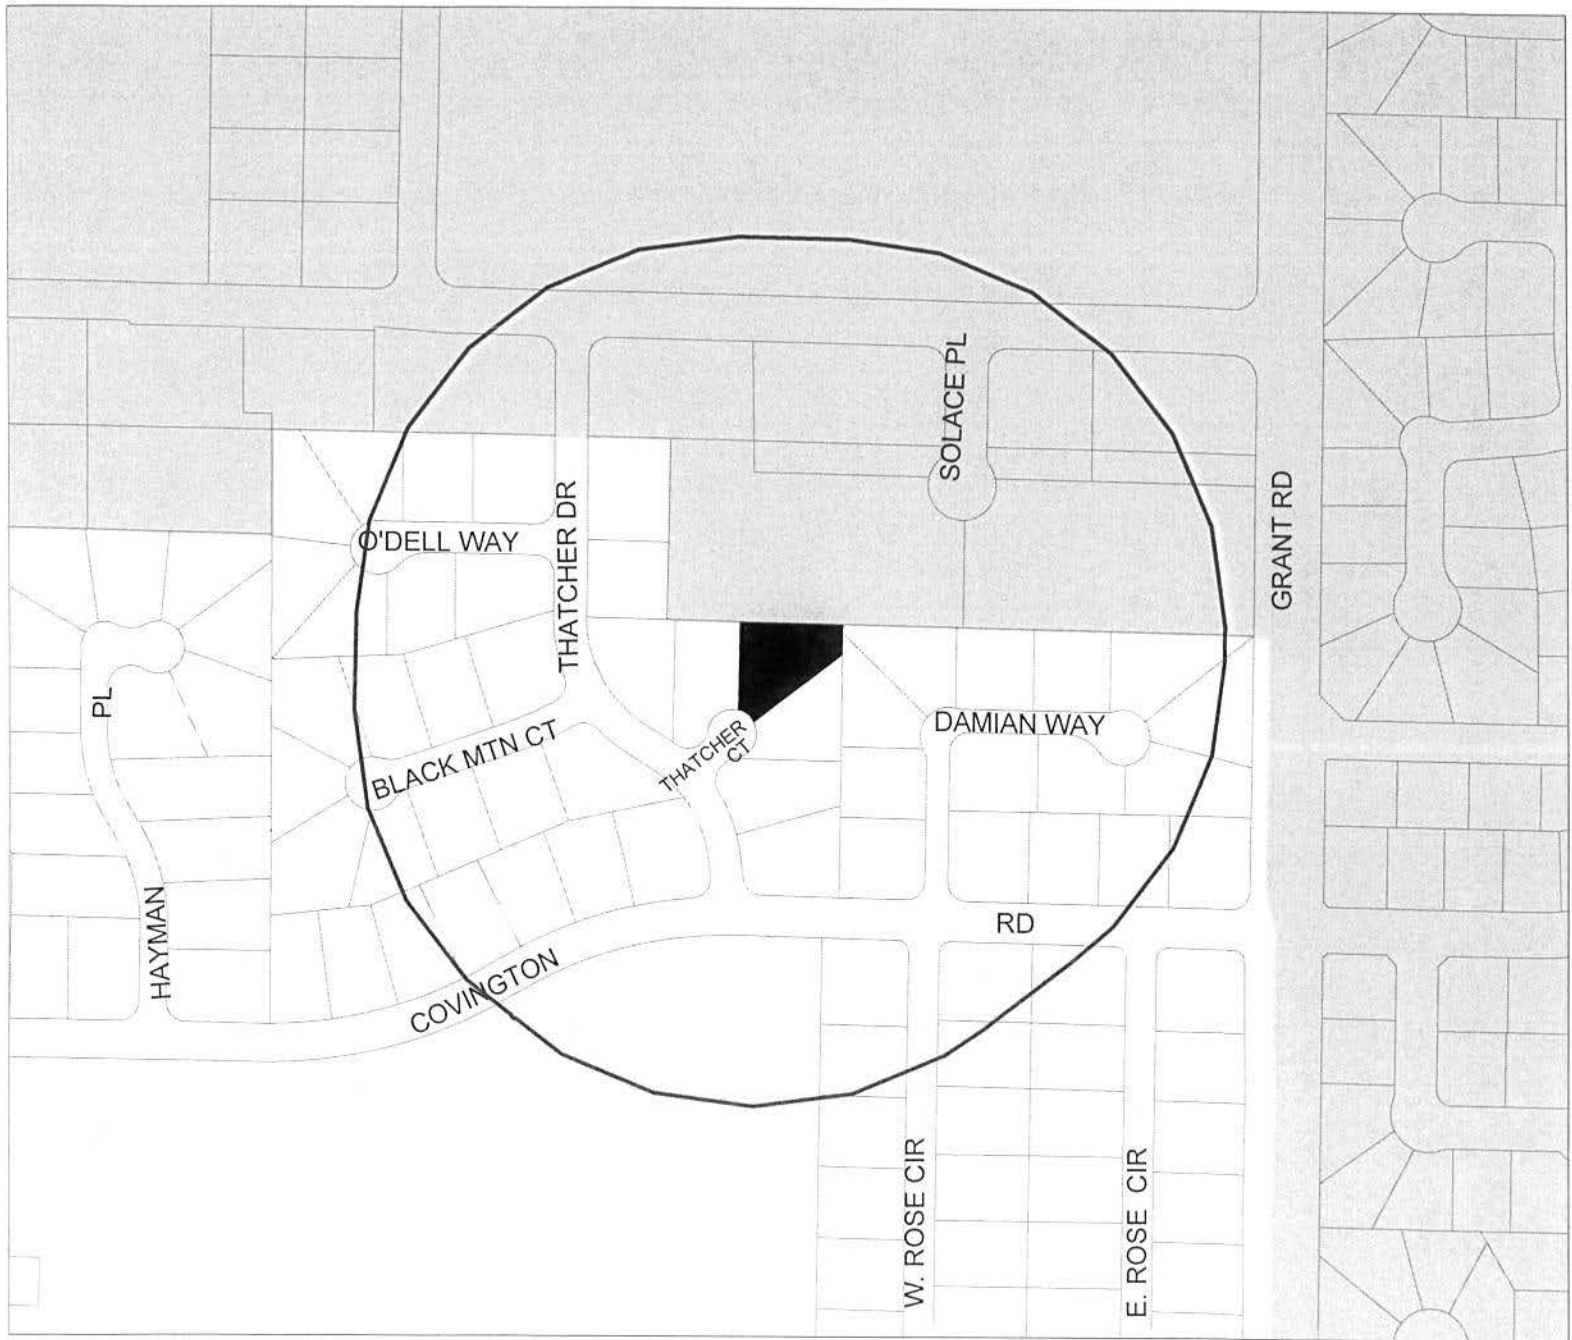 SOLACE PL
GRANT RD
O'DELL WAY
THATCHER DR
PL
BLACK MTN CT
THATCHER
CT
DAMIAN WAY
HAYMAN
COVINGTON
RD
W. ROSE CIR
E. ROSE CIR